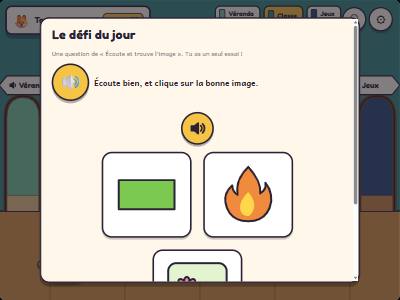 Véranda
Classe
Jeux
Le défi du jour
Une question de « Écoute et trouve l'image ». Tu as un seul essai !
Écoute bien, et clique sur la bonne image.
Jeux